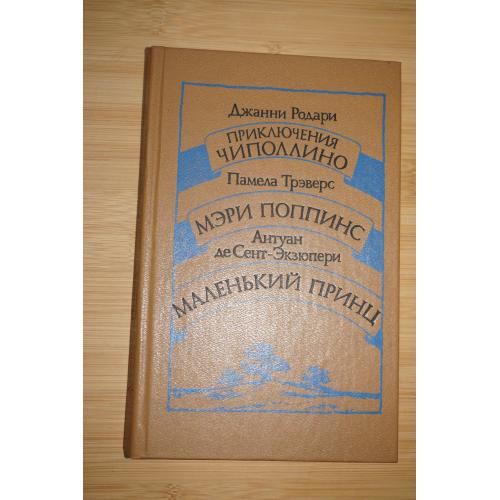 Джанни Родари
ПРИКЛЮЧЕНИЯ
ЧИПОЛЛИНО
Памела Трэверс
МЭРИ ПОППИНС
Антуан
де Сент-Экзюпери
МАЛЕНЬКИЙ ПРИНЦ